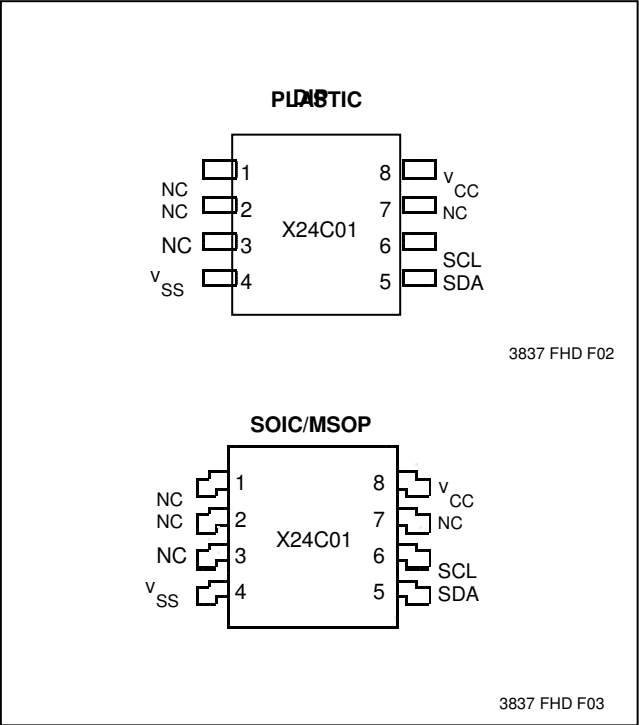 PLASTIC DIP
NC 1 8 VCC
NC 2 7 NC
NC 3 X24C01 6 SCL
VSS 4 5 SDA
3837 FHD F02
SOIC/MSOP
NC 1 8 VCC
NC 2 7 NC
NC 3 X24C01 6 SCL
VSS 4 5 SDA
3837 FHD F03